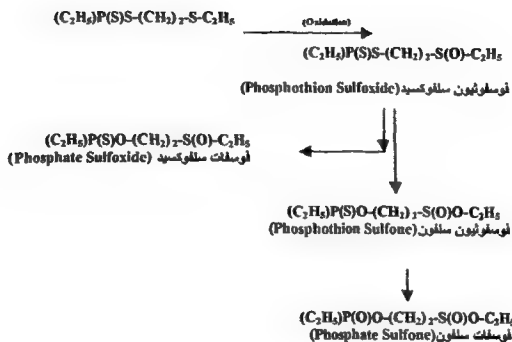 (C₂H₅)P(S)S-(CH₂)₂-S-C₂H₅
(Oxidation)
(C₂H₅)P(S)S-(CH₂)₂-S(O)-C₂H₅
فوسفوثيون سلفوكسيد (Phosphothion Sulfoxide)
(C₂H₅)P(S)O-(CH₂)₂-S(O)-C₂H₅
فوسفات سلفوكسيد (Phosphate Sulfoxide)
(C₂H₅)P(S)O-(CH₂)₂-S(O)O-C₂H₅
فوسفوثيون سلفون (Phosphothion Sulfone)
(C₂H₅)P(O)O-(CH₂)₂-S(O)O-C₂H₅
فوسفات سلفون (Phosphate Sulfone)